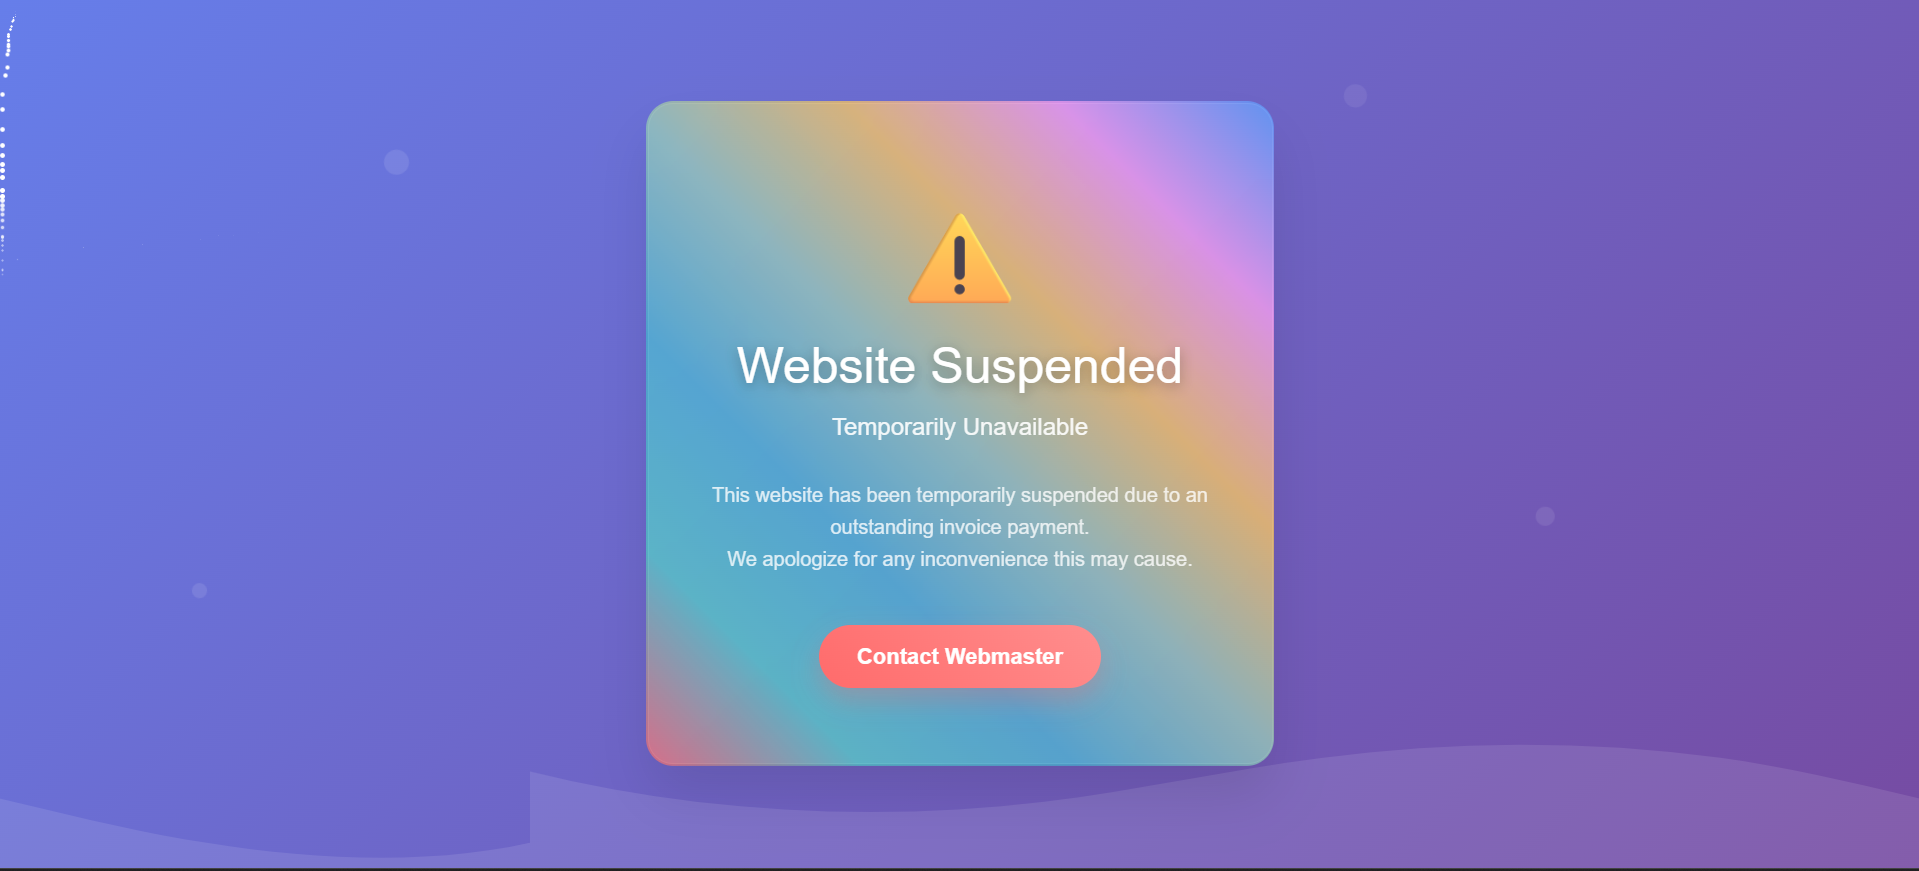 Website Suspended
Temporarily Unavailable
This website has been temporarily suspended due to an
outstanding invoice payment.
We apologize for any inconvenience this may cause.
Contact Webmaster